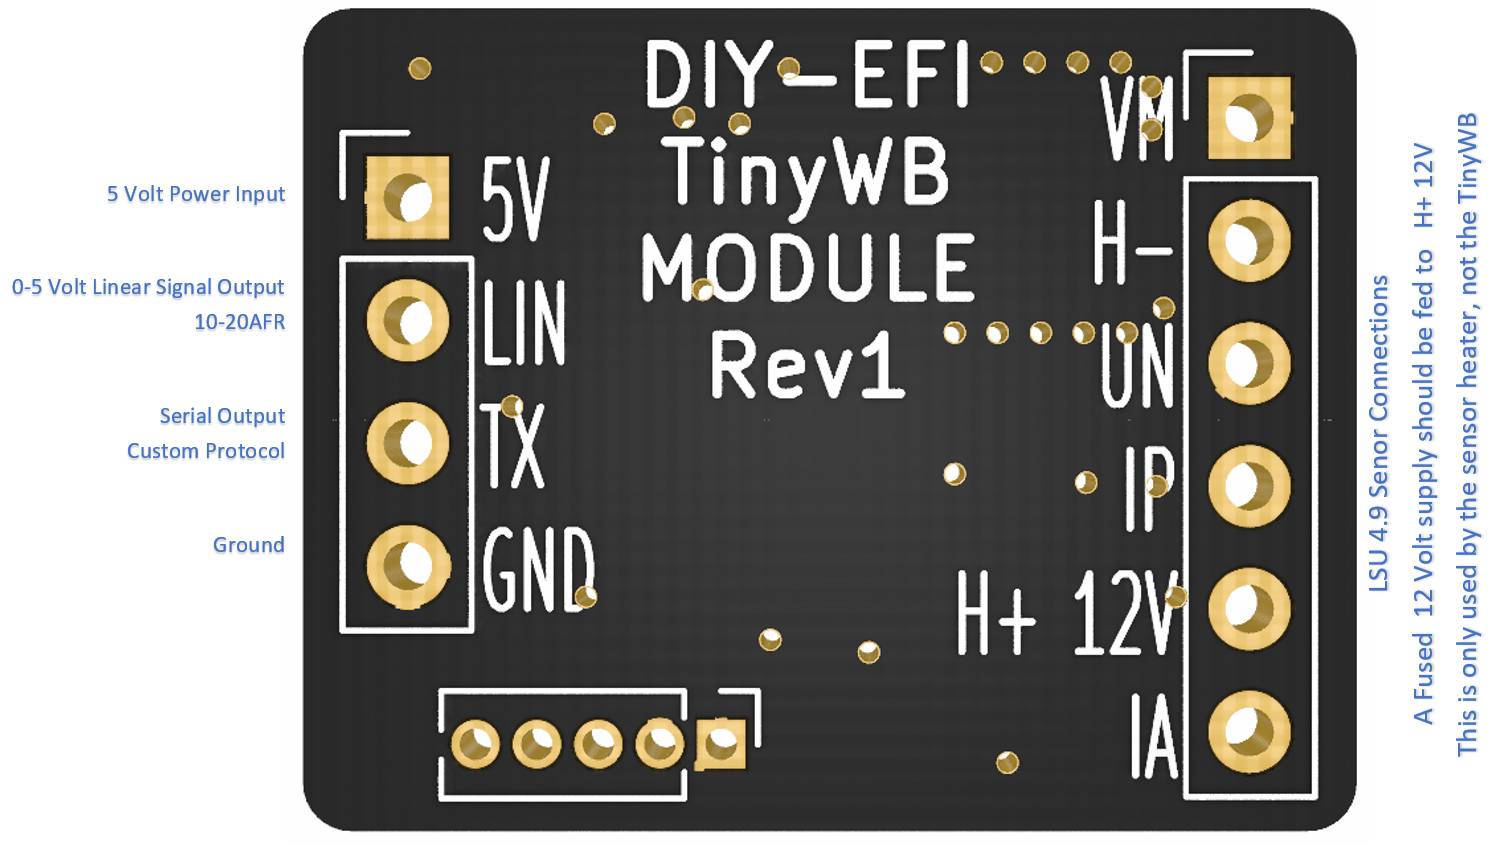 DIY-EFI
TinyWB
MODULE
Rev1
5 Volt Power Input
5V
0-5 Volt Linear Signal Output
10-20AFR
LIN
Serial Output
Custom Protocol
TX
Ground
GND
VM
H-
UN
IP
H+ 12V
IA
LSU 4.9 Senor Connections
A Fused 12 Volt supply should be fed to H+ 12V
This is only used by the sensor heater, not the TinyWB